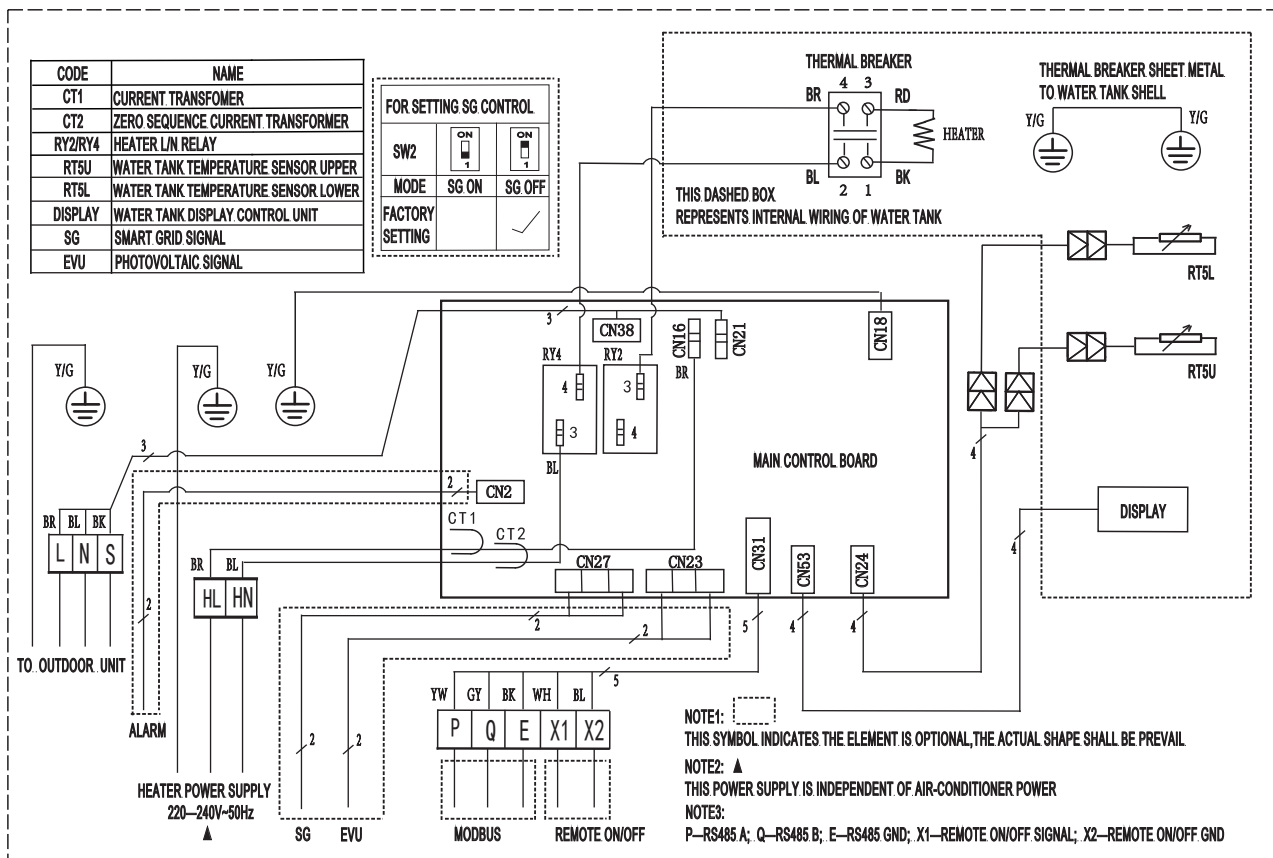 CODE NAME
CT1 CURRENT TRANSFOMER
CT2 ZERO SEQUENCE CURRENT TRANSFORMER
RY2/RY4 HEATER L/N RELAY
RT5U WATER TANK TEMPERATURE SENSOR UPPER
RT5L WATER TANK TEMPERATURE SENSOR LOWER
DISPLAY WATER TANK DISPLAY CONTROL UNIT
SG SMART GRID SIGNAL
EVU PHOTOVOLTAIC SIGNAL
FOR SETTING SG CONTROL
SW2 ON 1 ON 1
MODE SG ON SG OFF
FACTORY
SETTING
THERMAL BREAKER
4 3
BR RD
HEATER
BL BK
2 1
THIS DASHED BOX
REPRESENTS INTERNAL WIRING OF WATER TANK
THERMAL BREAKER SHEET METAL
TO WATER TANK SHELL
Y/G Y/G
RT5L
RT5U
4
DISPLAY
4
Y/G Y/G Y/G
3
CN38 CN16 CN21 CN18
RY4 RY2 BR
4 3
3 4
BL
MAIN CONTROL BOARD
3
2 CN2
CT1 CT2
BR BL BK
L N S
BR BL
HL HN
CN27 CN23 CN31 CN53 CN24
2 2 2 5 4 4
TO OUTDOOR UNIT
ALARM
HEATER POWER SUPPLY
220—240V~50Hz
▲
2 2
SG EVU
5
YW GY BK WH BL
P Q E X1 X2
MODBUS REMOTE ON/OFF
NOTE1:
THIS SYMBOL INDICATES THE ELEMENT IS OPTIONAL,THE ACTUAL SHAPE SHALL BE PREVAIL
NOTE2: ▲
THIS POWER SUPPLY IS INDEPENDENT OF AIR-CONDITIONER POWER
NOTE3:
P—RS485 A; Q—RS485 B; E—RS485 GND; X1—REMOTE ON/OFF SIGNAL; X2—REMOTE ON/OFF GND